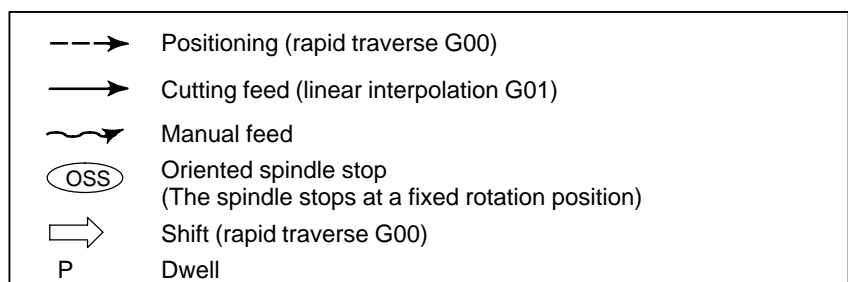 Positioning (rapid traverse G00)
Cutting feed (linear interpolation G01)
Manual feed
OSS Oriented spindle stop
(The spindle stops at a fixed rotation position)
Shift (rapid traverse G00)
P Dwell